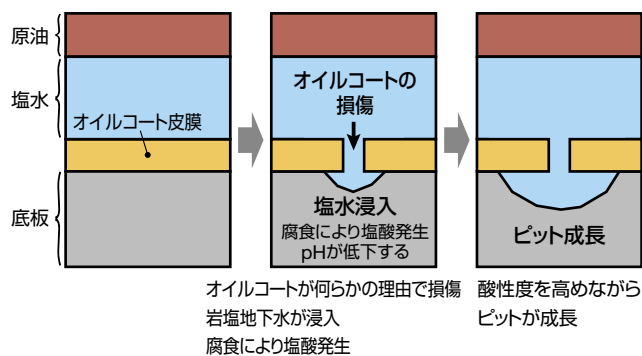 原油
塩水
オイルコート皮膜
底板
オイルコートの
損傷
塩水浸入
腐食により塩酸発生
pHが低下する
ピット成長
オイルコートが何らかの理由で損傷
岩塩地下水が浸入
腐食により塩酸発生
酸性度を高めながら
ピットが成長